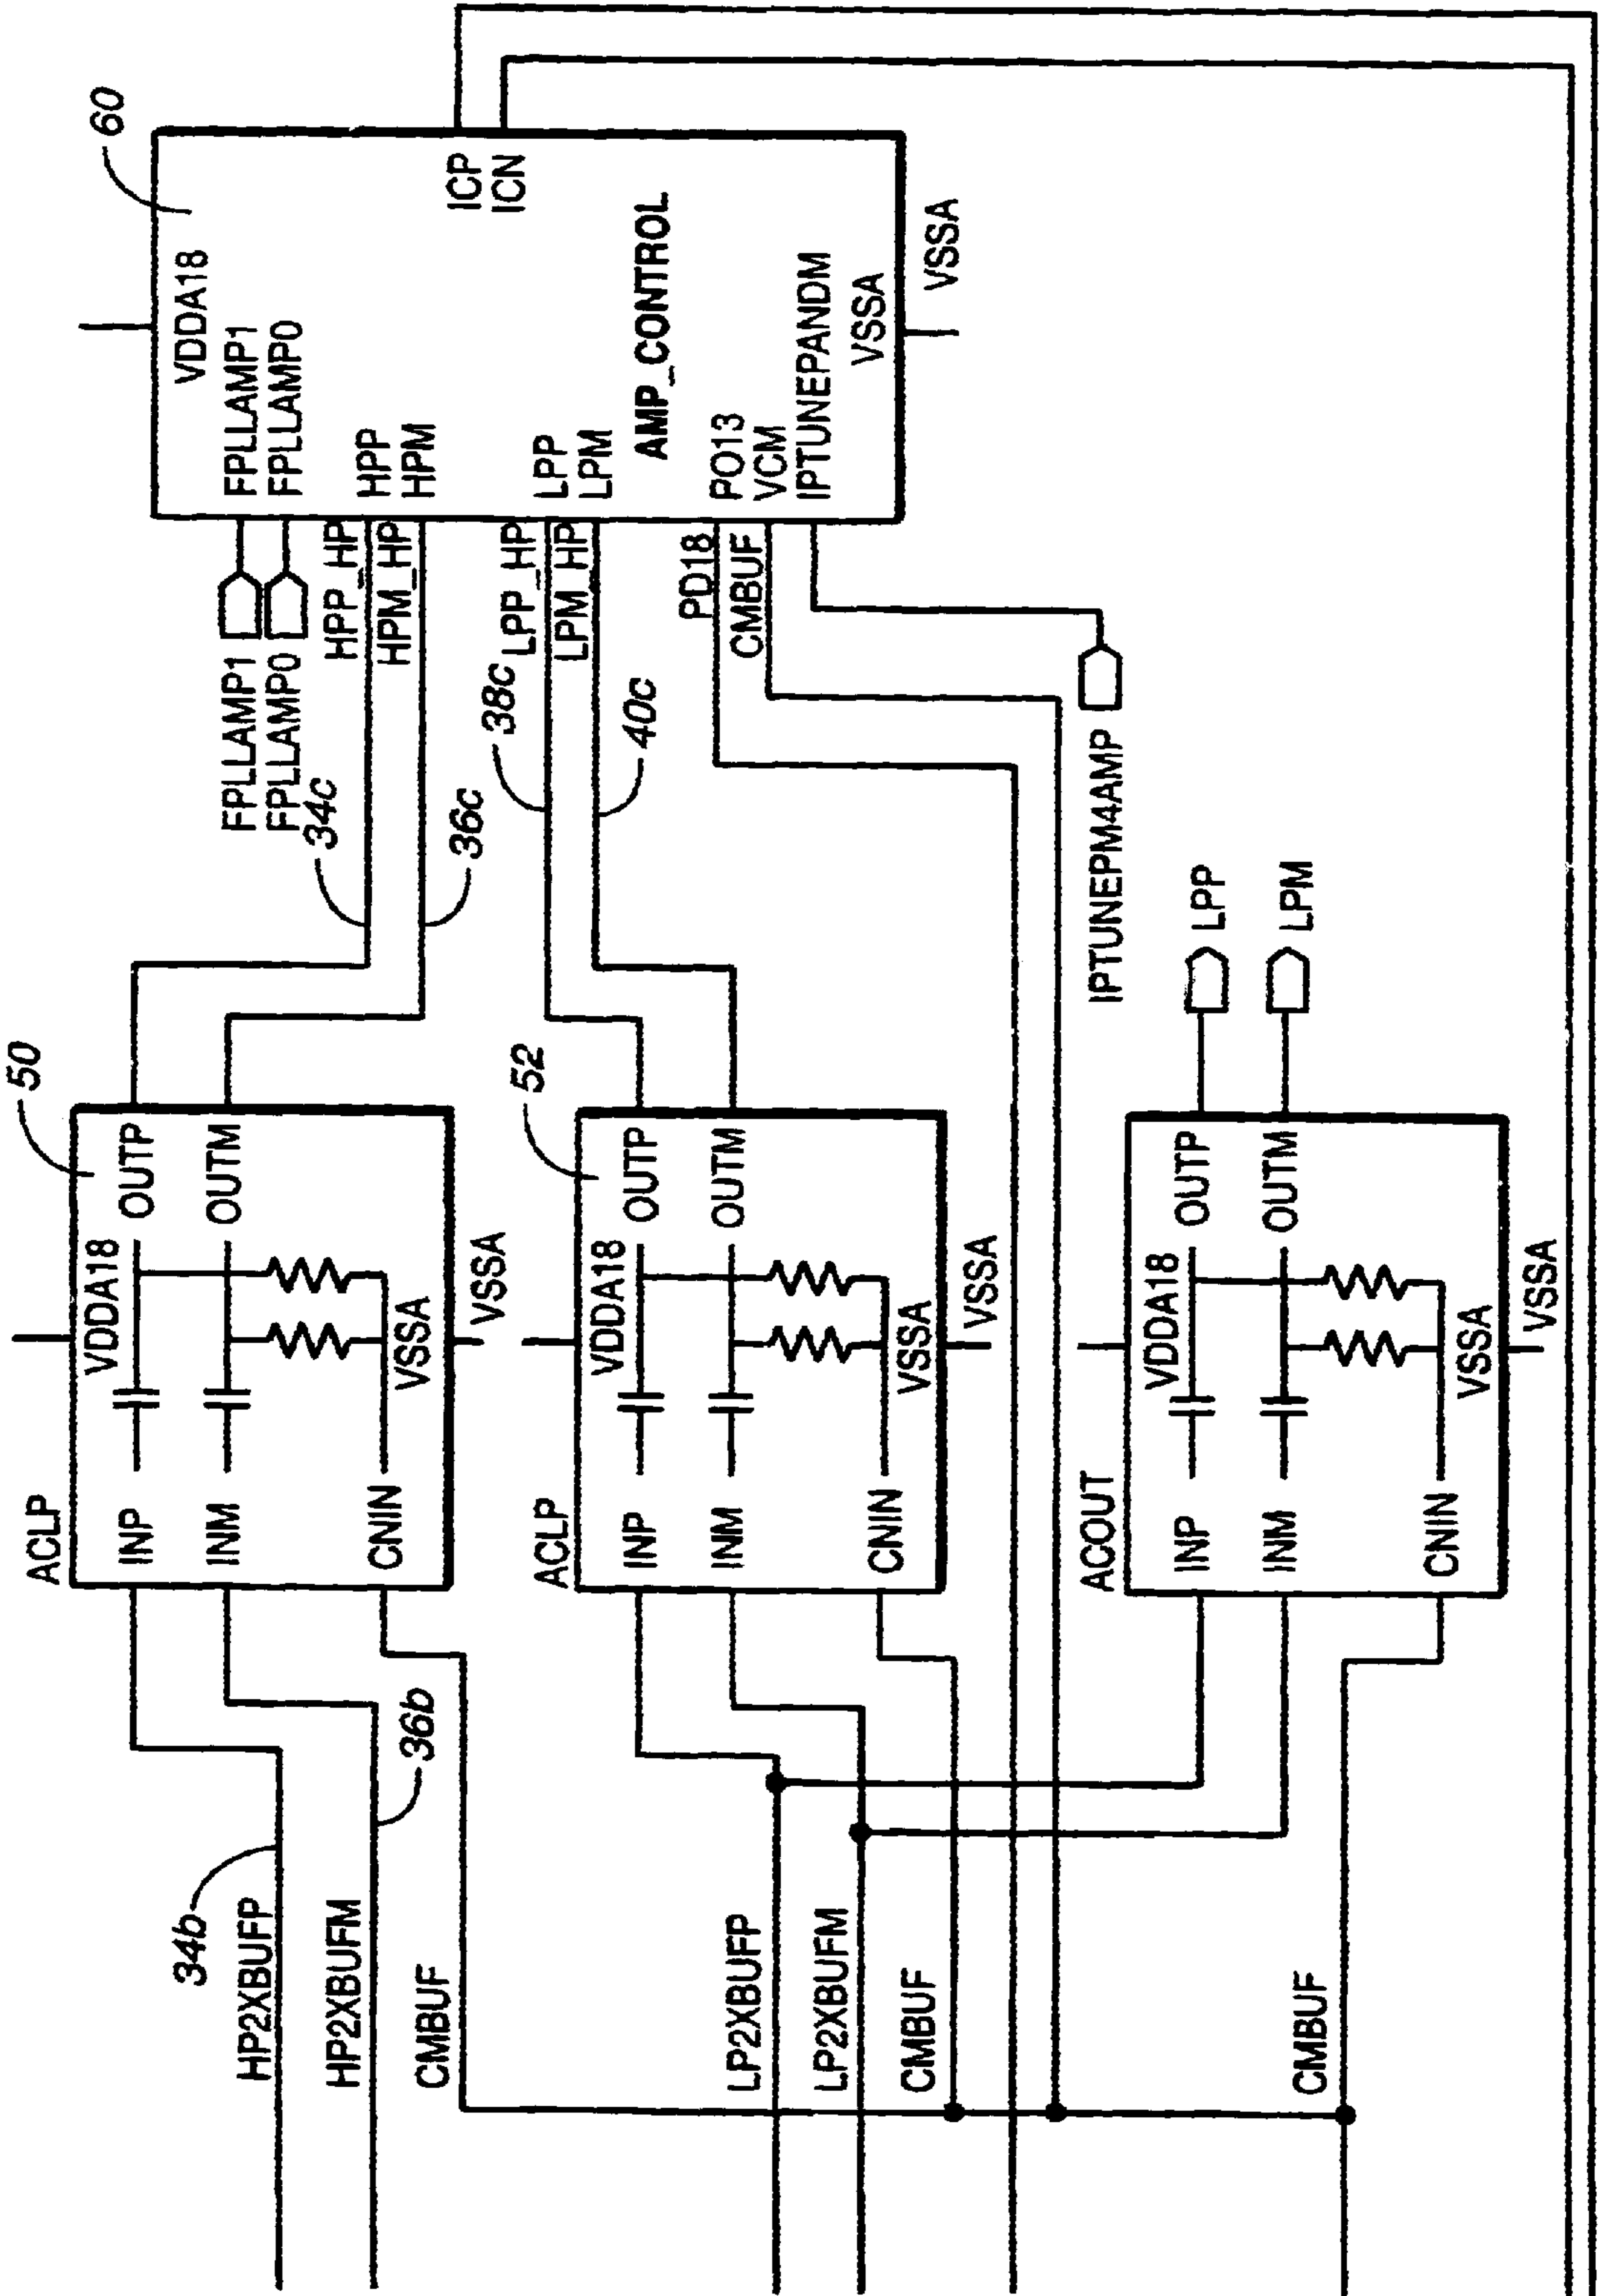 50
ACLP
VDDA18
INP
OUTP
INM
OUTM
CNIN
VSSA
VSSA
34b
HP2XBUFP
HP2XBUFM
36b
CMBUF
52
ACLP
VDDA18
INP
OUTP
INM
OUTM
CNIN
VSSA
VSSA
LP2XBUFP
LP2XBUFM
CMBUF
ACOUT
VDDA18
INP
OUTP
INM
OUTM
CNIN
VSSA
VSSA
CMBUF
LPP
LPM
60
VDDA18
FPLLAMP1
FPLLAMP1
FPLLAMP0
FPLLAMP0
34c
HPP_HP
HPP
HPM_HP
HPM
36c
ICP
ICN
38c
LPP_HP
LPP
LPM_HP
LPM
40c
AMP_CONTROL
PD18
PO13
CMBUF
VCM
IPTUNEPANDM
VSSA
VSSA
IPTUNEPM4AMP